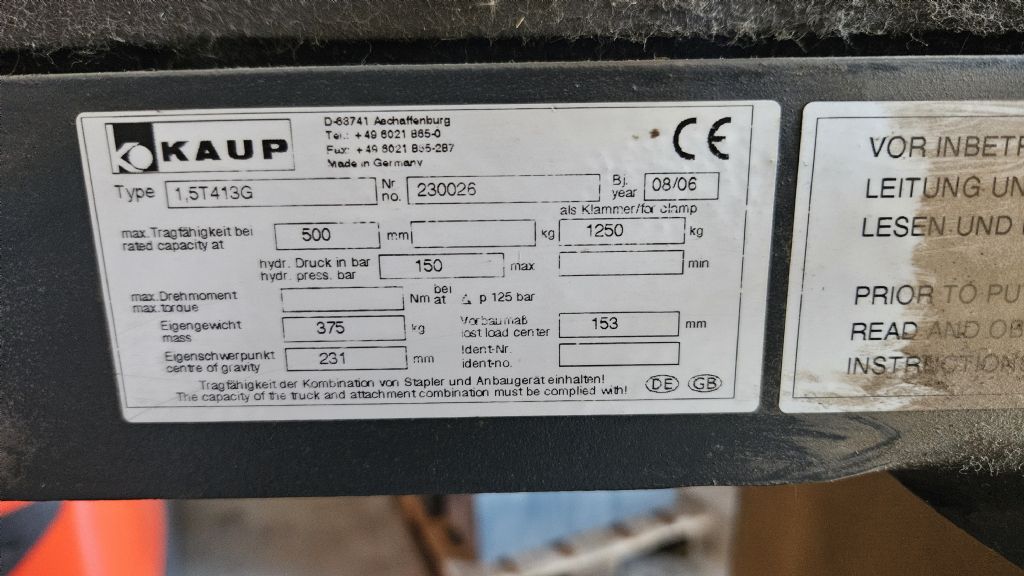 KAUP
D-63741 Aschaffenburg
Tel.: +49 6021 865-0
Fax: +49 6021 865-287
Made in Germany
CE
Type 1,5T413G Nr no. 230026 Bj. year 08/06
als Klammer/for clamp
max.Tragfähigkeit bei rated capacity at 500 mm kg 1250 kg
hydr. Druck in bar hydr. press. bar 150 max min
max.Drehmoment max.torque Nm bei at Δ p 125 bar
Eigengewicht mass 375 kg Vorbaumaß lost load center 153 mm
Eigenschwerpunkt centre of gravity 231 mm Ident-Nr. ident-no.
Tragfähigkeit der Kombination von Stapler und Anbaugerät einhalten!
The capacity of the truck and attachment combination must be complied with!
DE GB
VOR INBET
LEITUNG UN
LESEN UND
PRIOR TO PU
READ AND OB
INSTRUCTIONS